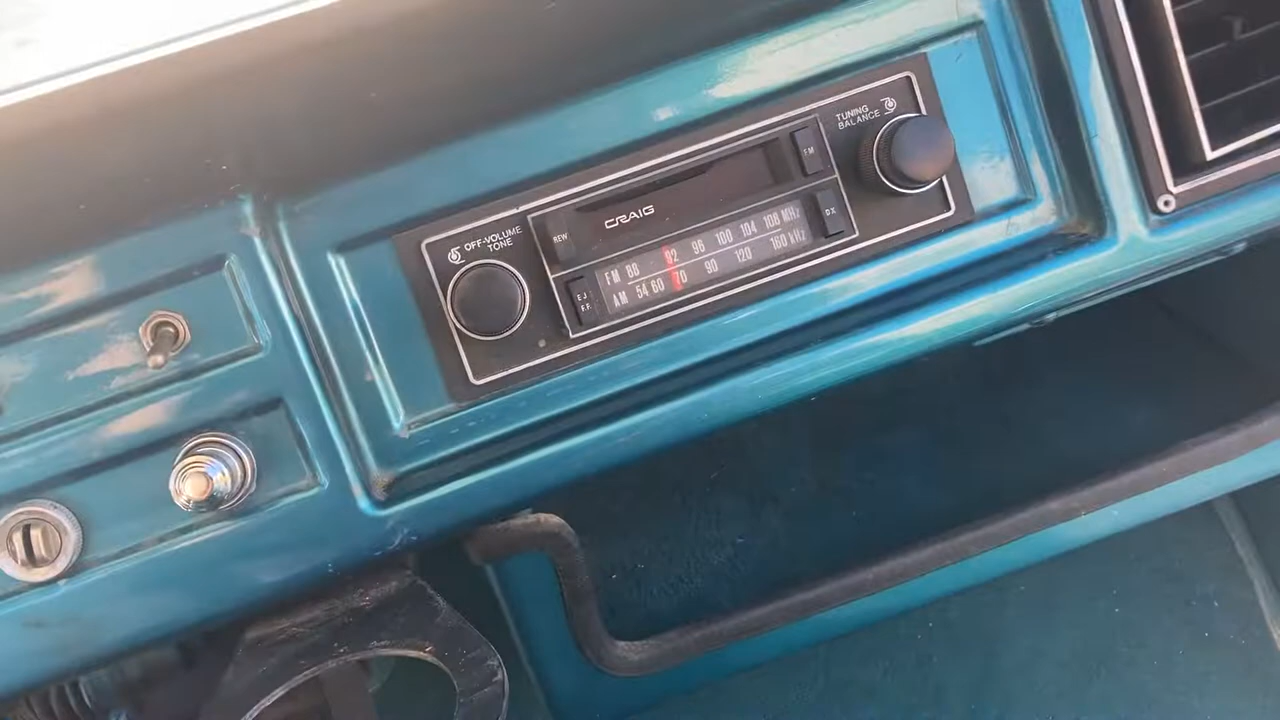 TUNING
BALANCE
FM
CRAIG
OFF-VOLUME
TONE
REW
DX
FM 88 92 96 100 104 108 MHz
AM 54 60 70 90 120 160 kHz
EJ
F.F.